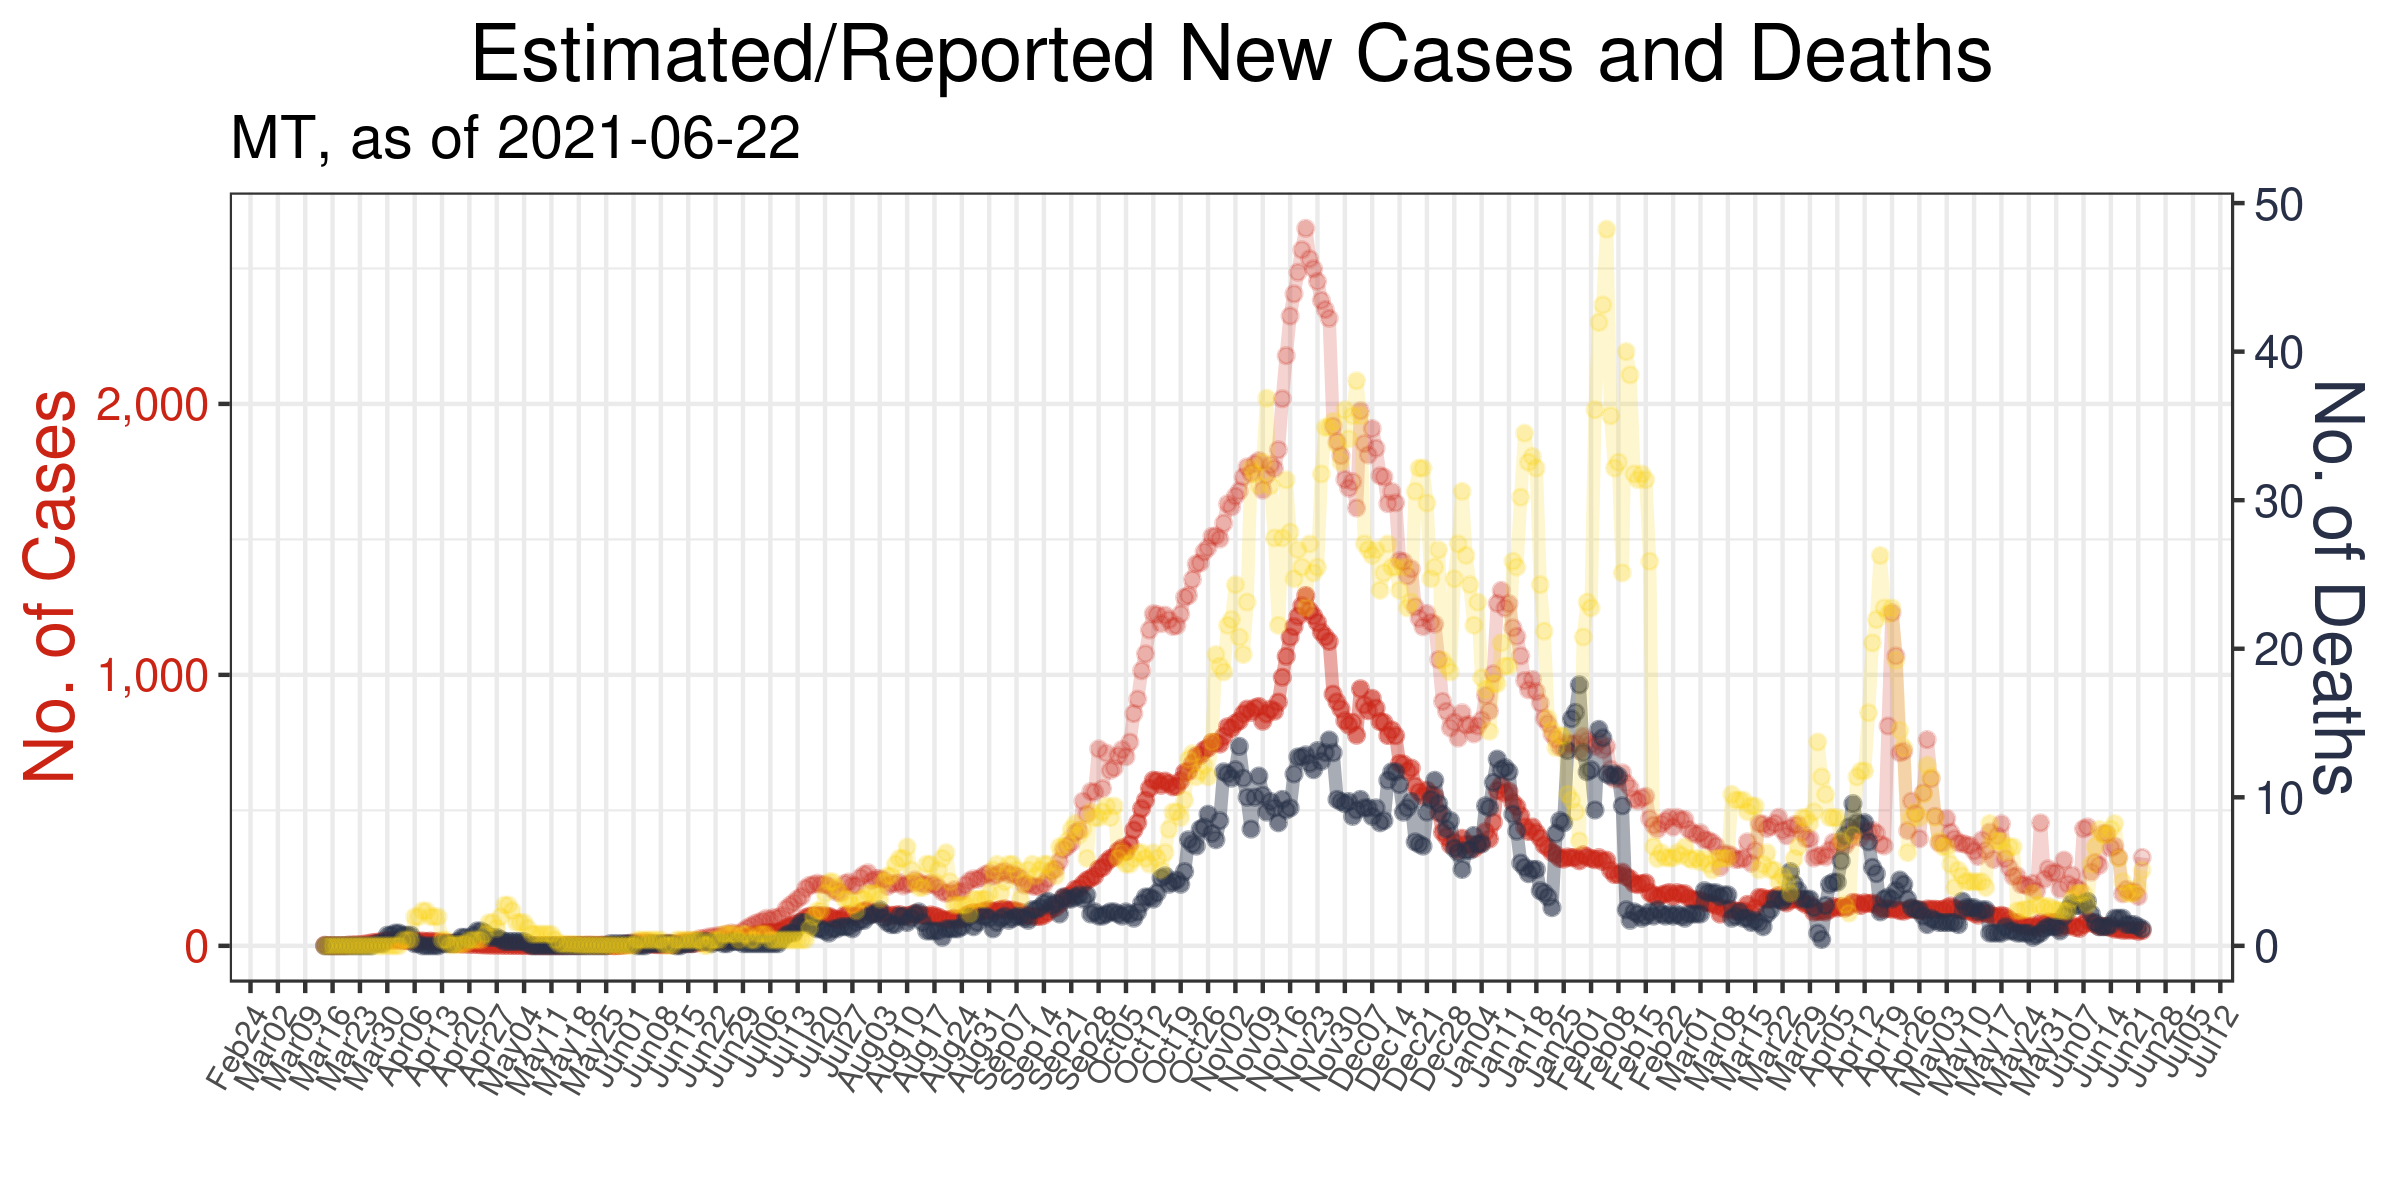 Estimated/Reported New Cases and Deaths
MT, as of 2021-06-22
No. of Cases
2,000
1,000
0
50
40
30
20
10
0
No. of Deaths
Feb24
Mar02
Mar09
Mar16
Mar23
Mar30
Apr06
Apr13
Apr20
Apr27
May04
May11
May18
May25
Jun01
Jun08
Jun15
Jun22
Jun29
Jul06
Jul13
Jul20
Jul27
Aug03
Aug10
Aug17
Aug24
Aug31
Sep07
Sep14
Sep21
Sep28
Oct05
Oct12
Oct19
Oct26
Nov02
Nov09
Nov16
Nov23
Nov30
Dec07
Dec14
Dec21
Dec28
Jan04
Jan11
Jan18
Jan25
Feb01
Feb08
Feb15
Feb22
Mar01
Mar08
Mar15
Mar22
Mar29
Apr05
Apr12
Apr19
Apr26
May03
May10
May17
May24
May31
Jun07
Jun14
Jun21
Jun28
Jul05
Jul12